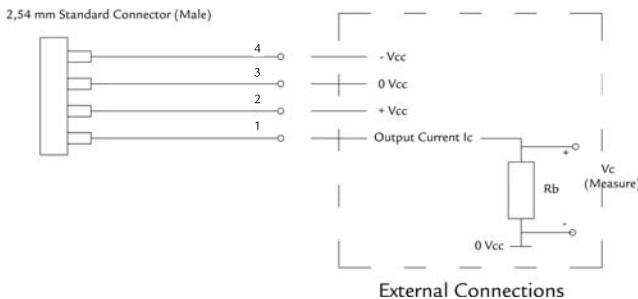 2,54 mm Standard Connector (Male)
4
- Vcc
3
0 Vcc
2
+ Vcc
1
Output Current Ic
+
Vc
(Measure)
Rb
-
0 Vcc
External Connections